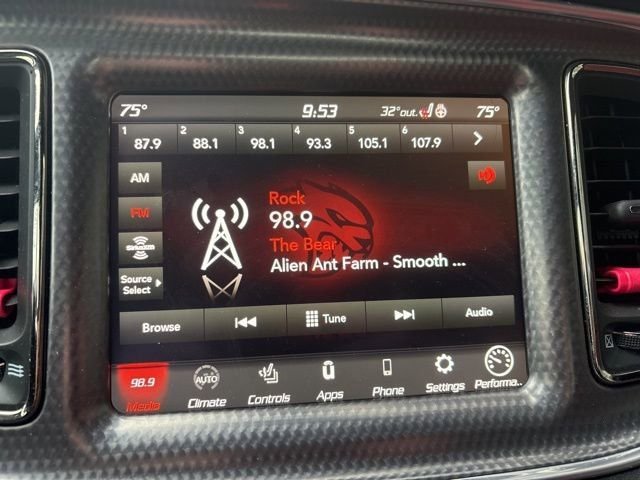 75° 9:53 32°out. 75°
1 2 3 4 5 6
87.9 88.1 98.1 93.3 105.1 107.9
AM
FM
SiriusXM
Source
Select
Rock
98.9
The Bear
Alien Ant Farm - Smooth ...
Browse Tune Audio
98.9 AUTO
Media Climate Controls Apps Phone Settings Performa..